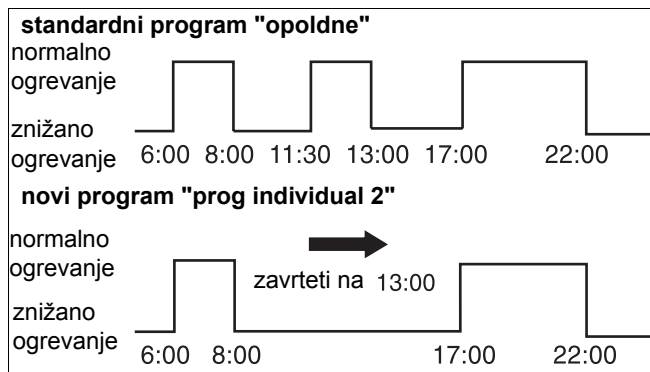 standardni program "opoldne"
normalno
ogrevanje
znižano
ogrevanje
6:00 8:00 11:30 13:00 17:00 22:00
novi program "prog individual 2"
normalno
ogrevanje
zavrteti na 13:00
znižano
ogrevanje
6:00 8:00 17:00 22:00